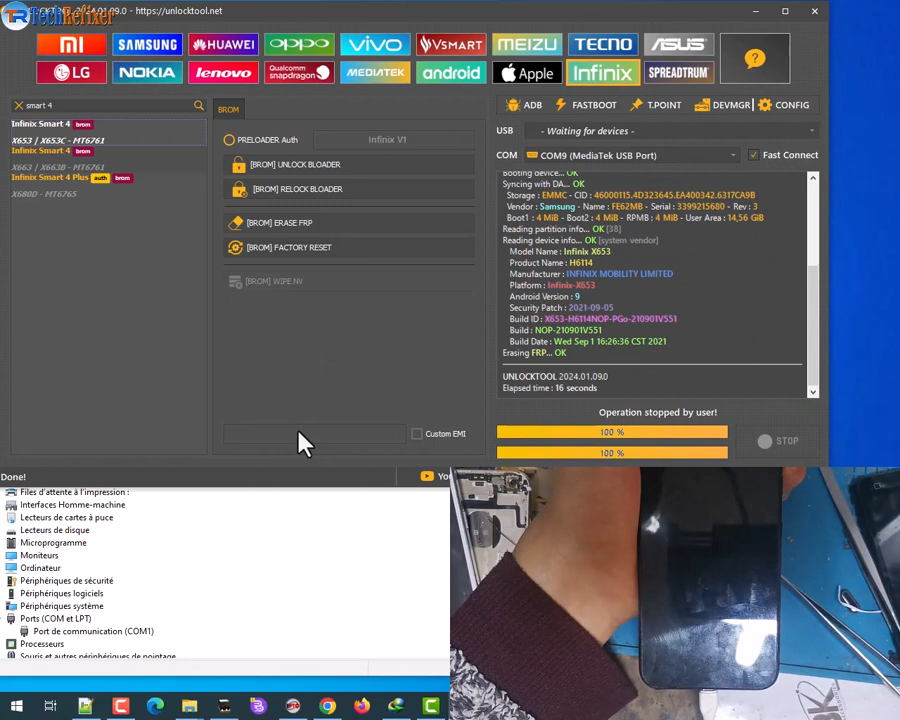 TechRefixer
2024.01.09.0 - https://unlocktool.net
mi SAMSUNG HUAWEI oppo vivo VSMART MEIZU TECNO ASUS ?
LG NOKIA lenovo Qualcomm snapdragon MEDIATEK android Apple Infinix SPREADTRUM
smart 4
Infinix Smart 4 brom
X653 / X653C - MT6761
Infinix Smart 4 brom
X663 / X663B - MT6761
Infinix Smart 4 Plus auth brom
X680D - MT6765
BROM
PRELOADER Auth Infinix V1
[BROM] UNLOCK BLOADER
[BROM] RELOCK BLOADER
[BROM] ERASE FRP
[BROM] FACTORY RESET
[BROM] WIPE NV
Custom EMI
ADB FASTBOOT T.POINT DEVMGR CONFIG
USB - Waiting for devices -
COM COM9 (MediaTek USB Port) Fast Connect
Booting device... OK
Syncing with DA... OK
Storage : EMMC - CID : 46000115.4D323645.EA400342.6317CA9B
Vendor : Samsung - Name : FE62MB - Serial : 3399215680 - Rev : 3
Boot1 : 4 MiB - Boot2 : 4 MiB - RPMB : 4 MiB - User Area : 14,56 GiB
Reading partition info... OK [38]
Reading device info... OK [system vendor]
Model Name : Infinix X653
Product Name : H6114
Manufacturer : INFINIX MOBILITY LIMITED
Platform : Infinix-X653
Android Version : 9
Security Patch : 2021-09-05
Build ID : X653-H6114NOP-PGo-210901V551
Build : NOP-210901V551
Build Date : Wed Sep 1 16:26:36 CST 2021
Erasing FRP... OK
UNLOCKTOOL 2024.01.09.0
Elapsed time : 16 seconds
Operation stopped by user!
100 %
100 %
STOP
Done!
Files d'attente à l'impression :
Interfaces Homme-machine
Lecteurs de cartes à puce
Lecteurs de disque
Microprogramme
Moniteurs
Ordinateur
Périphériques de sécurité
Périphériques logiciels
Périphériques système
Ports (COM et LPT)
Port de communication (COM1)
Processeurs
Souris et autres périphériques de pointage